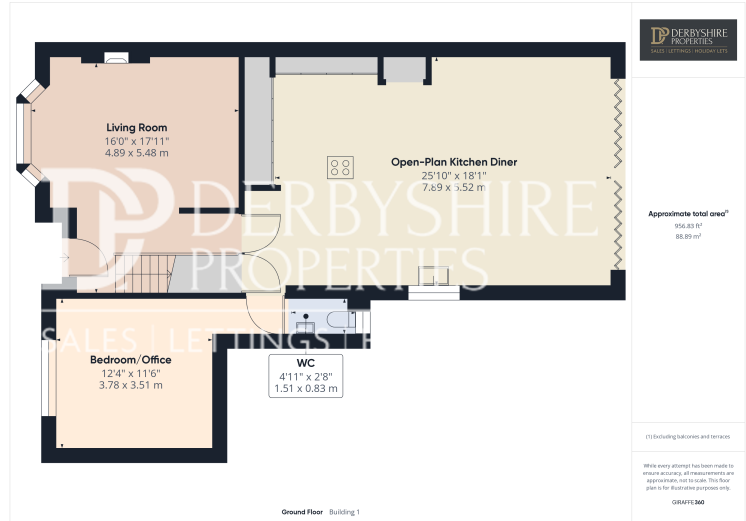 DERBYSHIRE
PROPERTIES
SALES | LETTINGS | HOLIDAY LETS
Living Room
16'0" x 17'11"
4.89 x 5.48 m
Open-Plan Kitchen Diner
25'10" x 18'1"
7.89 x 5.52 m
DERBYSHIRE
PROPERTIES
SALES | LETTINGS | H
Bedroom/Office
12'4" x 11'6"
3.78 x 3.51 m
WC
4'11" x 2'8"
1.51 x 0.83 m
Approximate total area⁽¹⁾
956.83 ft²
88.89 m²
(1) Excluding balconies and terraces
While every attempt has been made to
ensure accuracy, all measurements are
approximate, not to scale. This floor
plan is for illustrative purposes only.
GIRAFFE360
Ground Floor Building 1